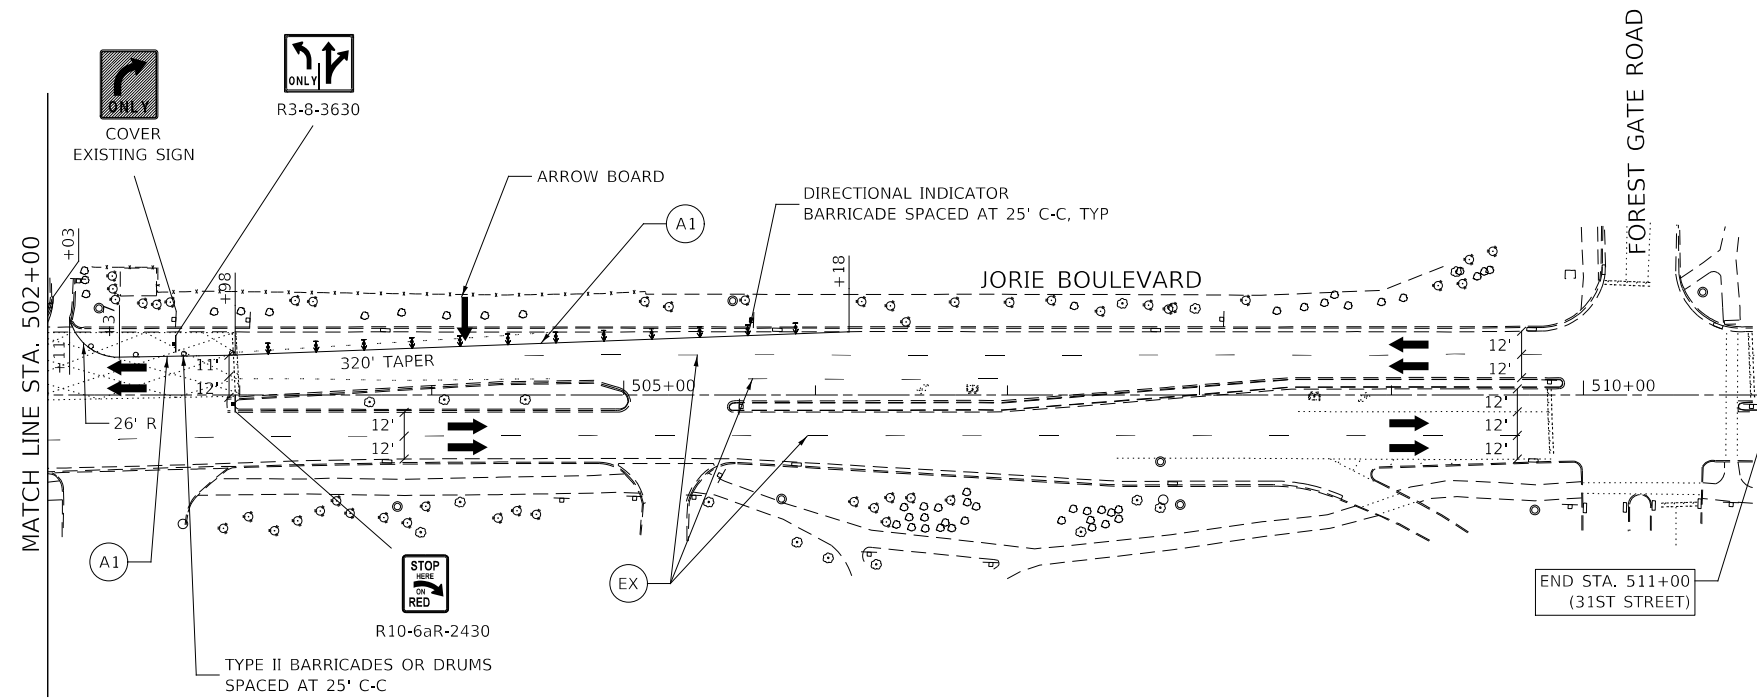 FOREST GATE ROAD
ONLY
COVER
EXISTING SIGN
ONLY
R3-8-3630
ARROW BOARD
DIRECTIONAL INDICATOR
BARRICADE SPACED AT 25' C-C, TYP
A1
MATCH LINE STA. 502+00
+03
+11
+37
+98
+18
JORIE BOULEVARD
320' TAPER
11'
12'
12'
12'
505+00
510+00
12'
12'
12'
12'
12'
26' R
A1
EX
STOP
HERE
ON
RED
R10-6aR-2430
TYPE II BARRICADES OR DRUMS
SPACED AT 25' C-C
END STA. 511+00
(31ST STREET)